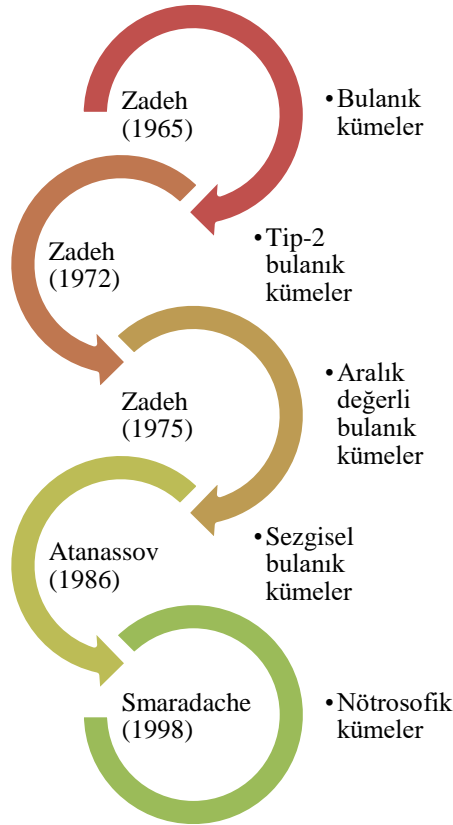 Zadeh
(1965)
•Bulanık
kümeler
Zadeh
(1972)
•Tip-2
bulanık
kümeler
Zadeh
(1975)
•Aralık
değerli
bulanık
kümeler
Atanassov
(1986)
•Sezgisel
bulanık
kümeler
Smaradache
(1998)
•Nötrosofik
kümeler